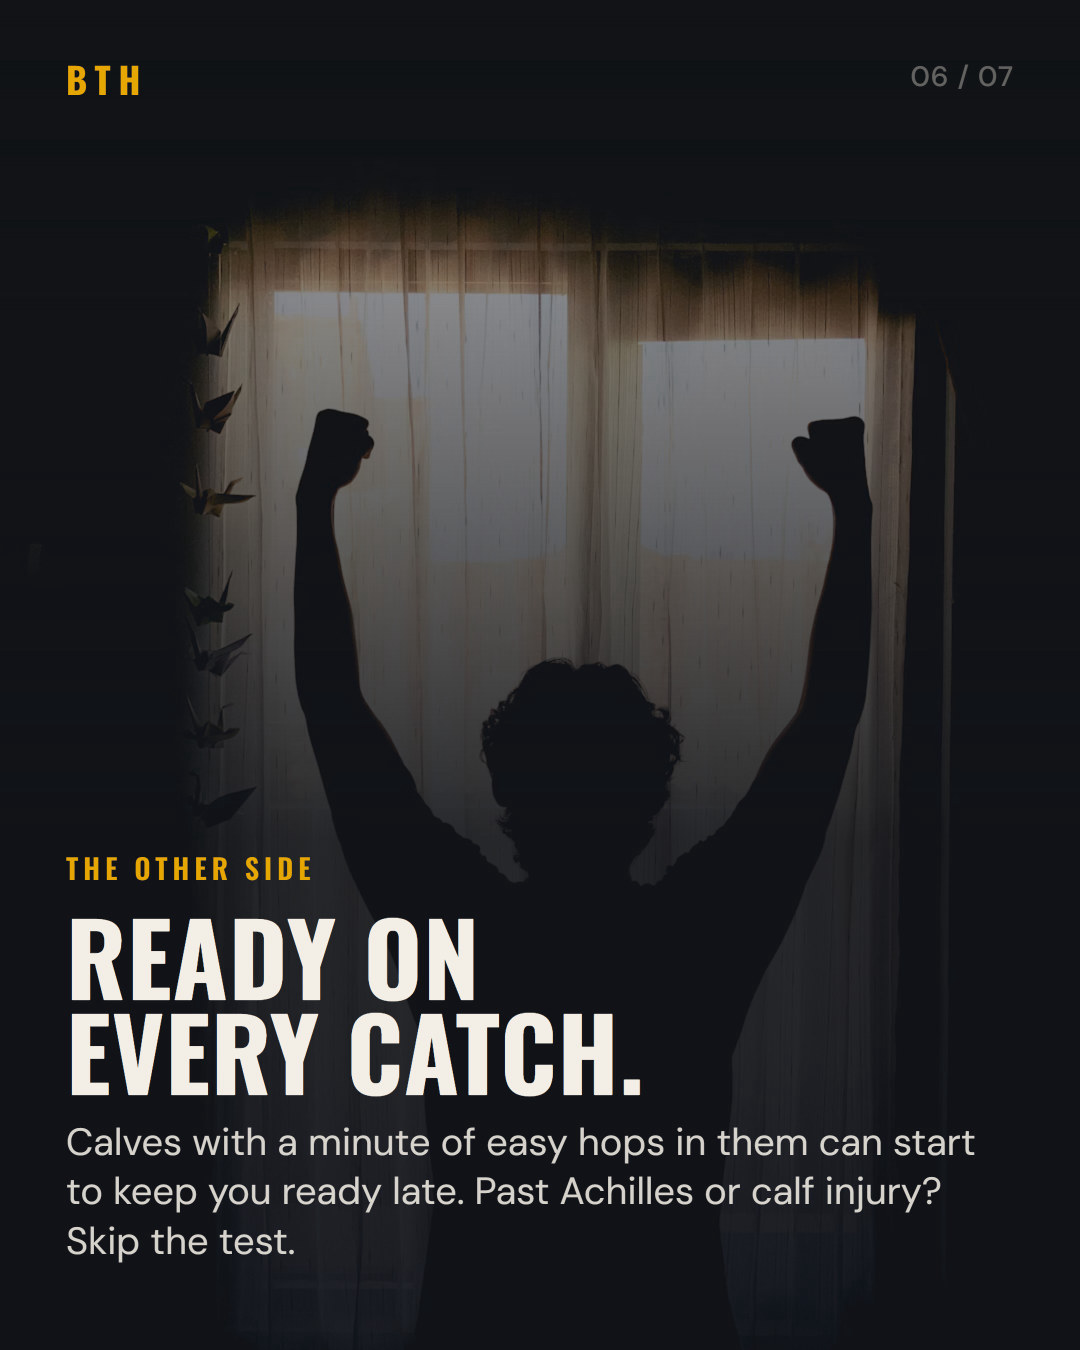 BTH
06 / 07
THE OTHER SIDE
READY ON
EVERY CATCH.
Calves with a minute of easy hops in them can start
to keep you ready late. Past Achilles or calf injury?
Skip the test.